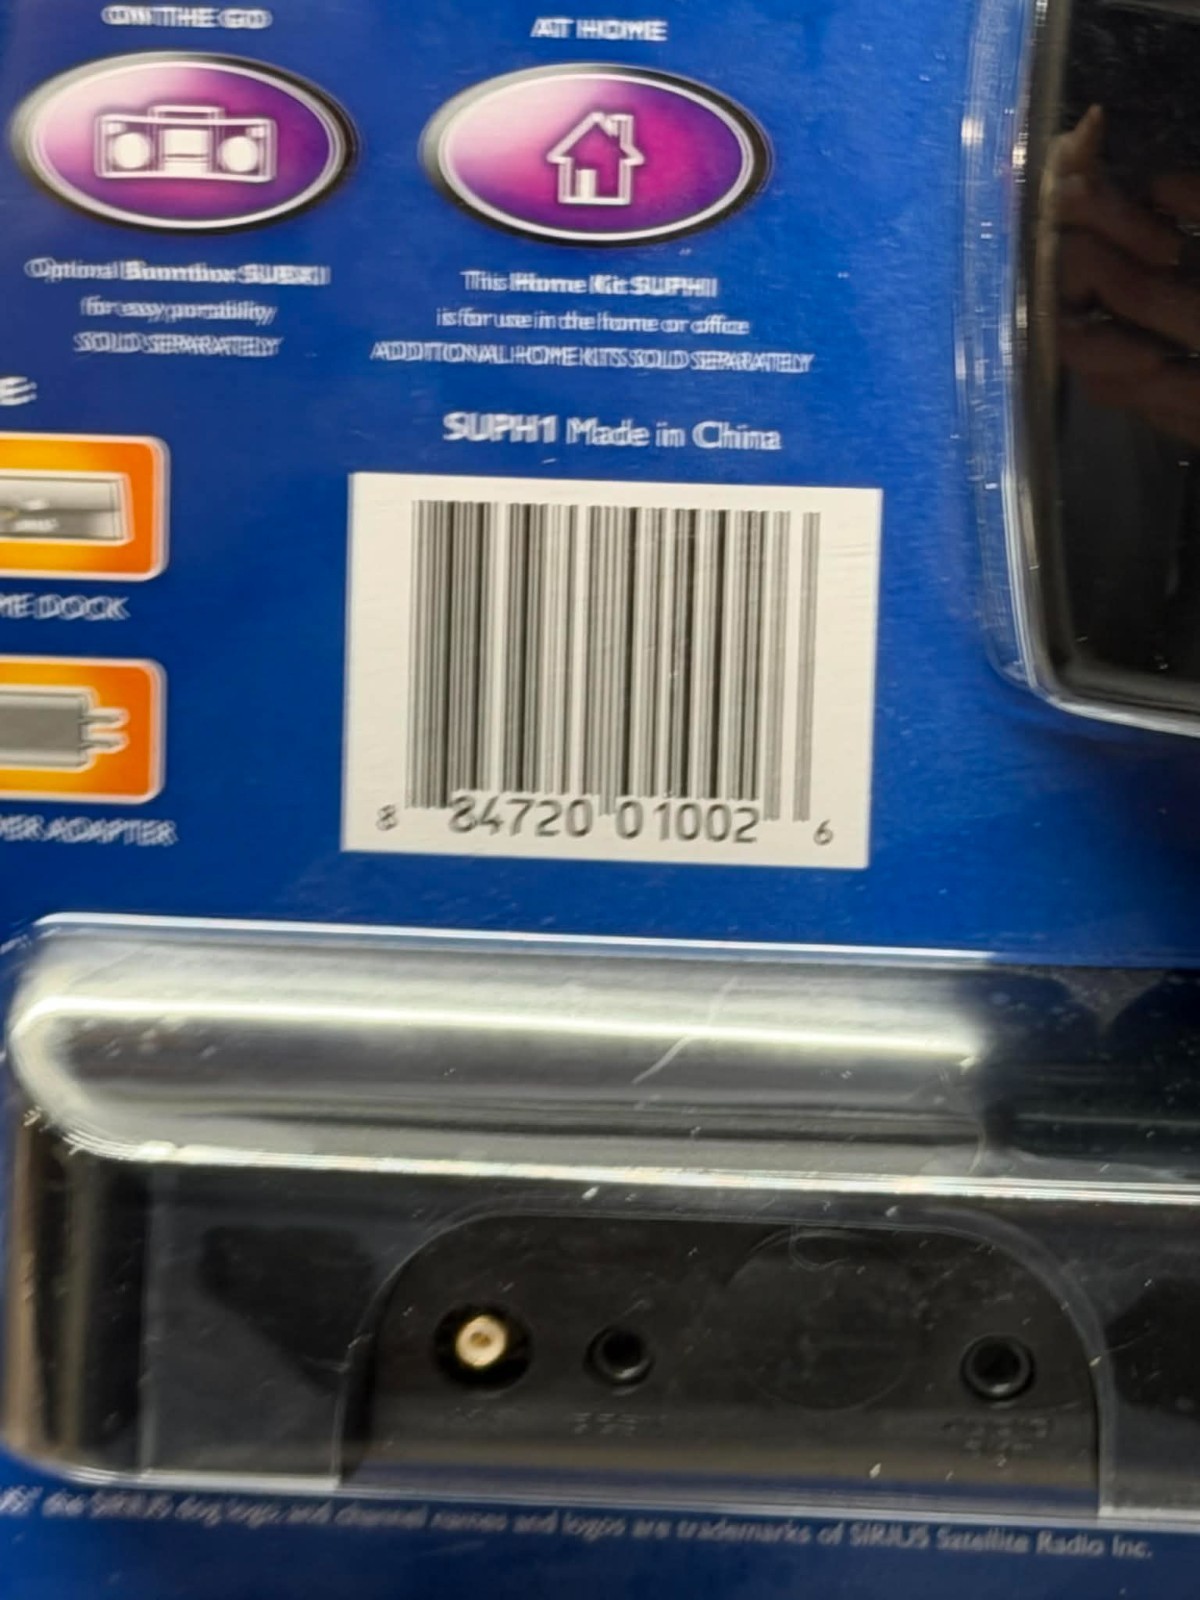 ON THE GO
AT HOME
Optional Boombox SUBX1
for easy portability
SOLD SEPARATELY
This Home Kit SUPH1
is for use in the home or office
ADDITIONAL HOME KITS SOLD SEPARATELY
E:
SUPH1 Made in China
ME DOCK
8 84720 01002 6
ER ADAPTER
the SIRIUS dog logo, and channel names and logos are trademarks of SIRIUS Satellite Radio Inc.